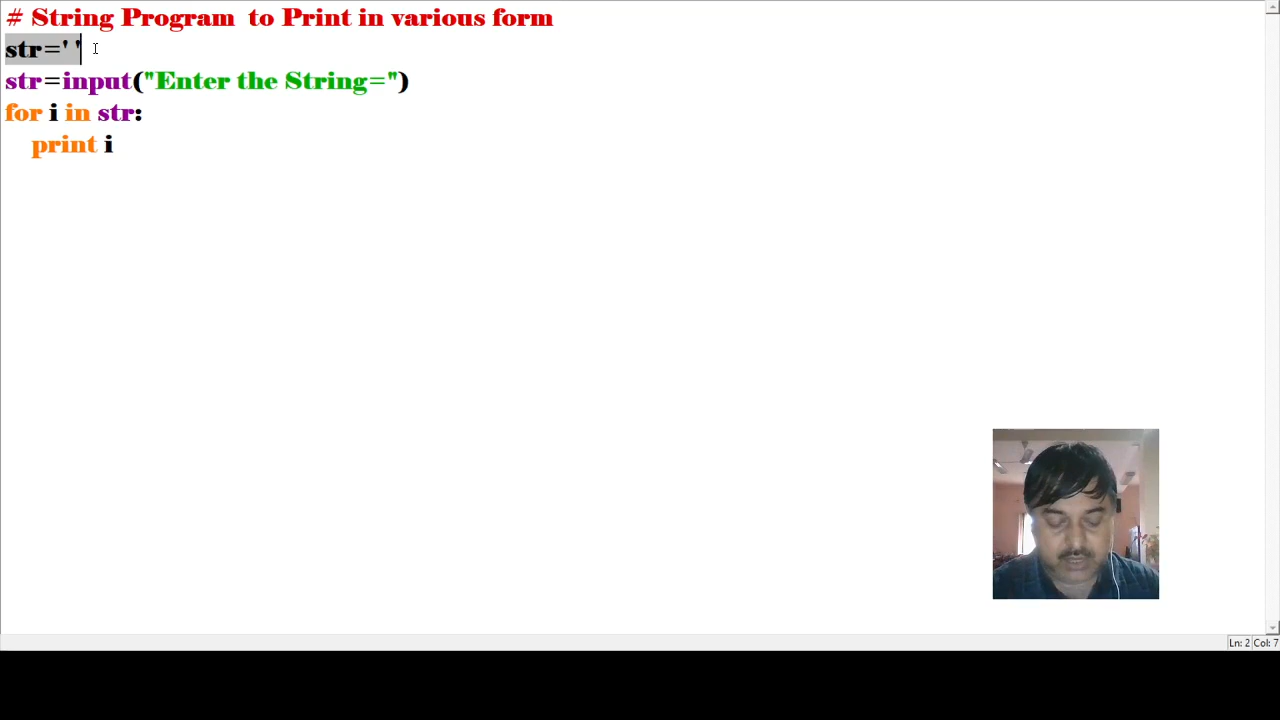 # String Program  to Print in various form
str=' '
str=input("Enter the String=")
for i in str:
    print i
Ln: 2 Col: 7